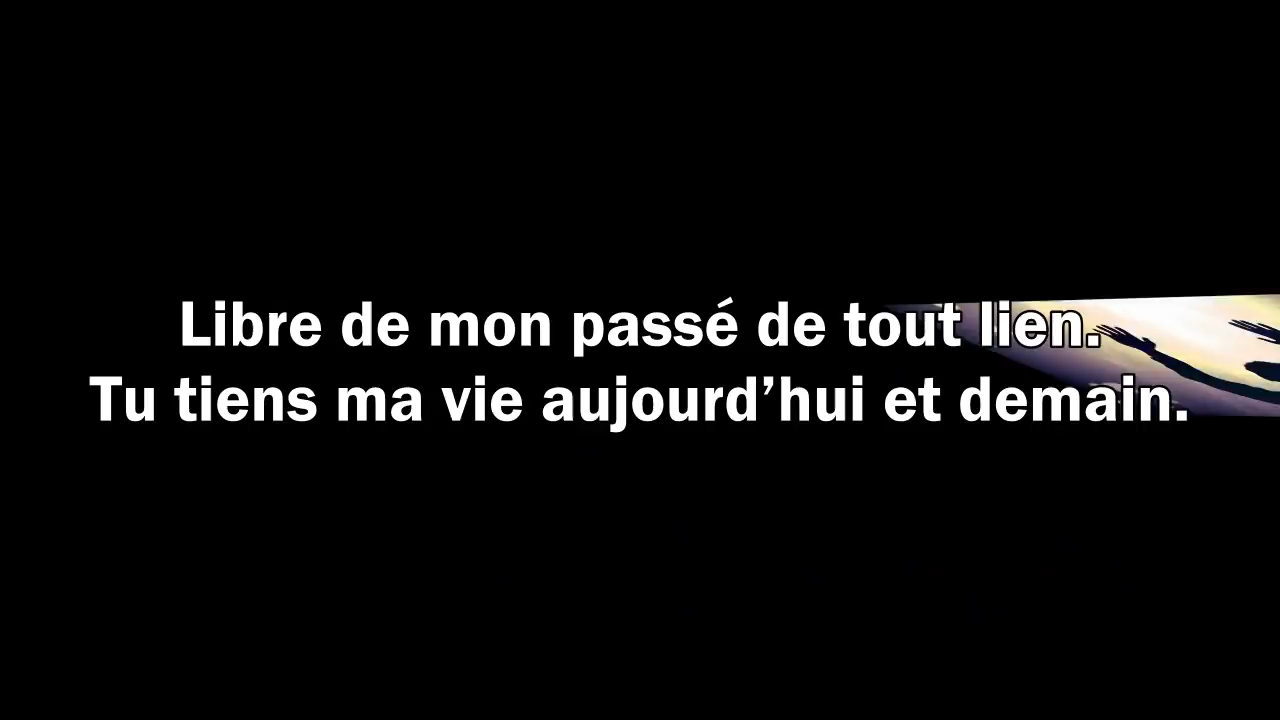 Libre de mon passé de tout lien.
Tu tiens ma vie aujourd’hui et demain.